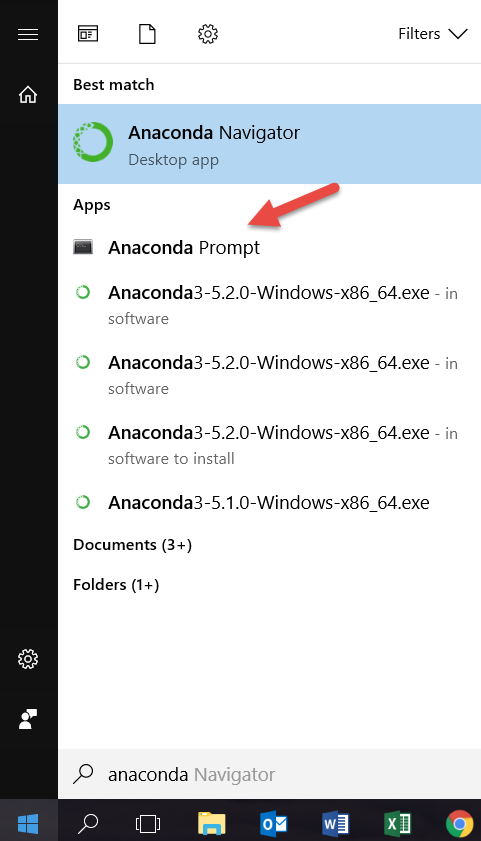 Filters
Best match
Anaconda Navigator
Desktop app
Apps
Anaconda Prompt
Anaconda3-5.2.0-Windows-x86_64.exe - in
software
Anaconda3-5.2.0-Windows-x86_64.exe - in
software
Anaconda3-5.2.0-Windows-x86_64.exe - in
software to install
Anaconda3-5.1.0-Windows-x86_64.exe
Documents (3+)
Folders (1+)
anaconda Navigator